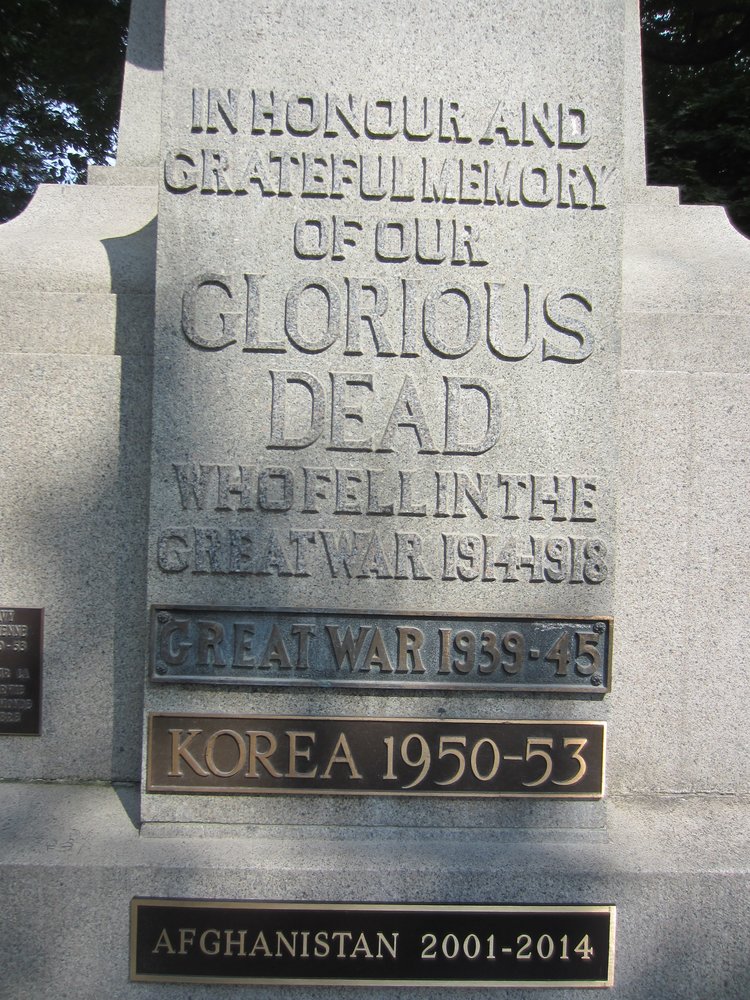 IN HONOUR AND
GRATEFUL MEMORY
OF OUR
GLORIOUS
DEAD
WHO FELL IN THE
GREAT WAR 1914-1918
GREAT WAR 1939-45
KOREA 1950-53
AFGHANISTAN 2001-2014